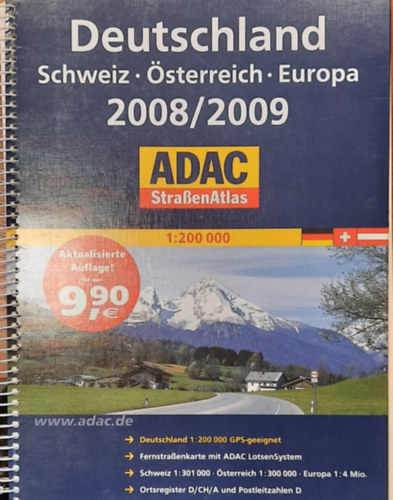 Deutschland
Schweiz · Österreich · Europa
2008/2009
ADAC
StraßenAtlas
1:200 000
Aktualisierte
Auflage!
für nur
9,90
€
www.adac.de
→ Deutschland 1:200 000 GPS-geeignet
→ Fernstraßenkarte mit ADAC LotsenSystem
→ Schweiz 1:301 000 · Österreich 1:300 000 · Europa 1:4 Mio.
→ Ortsregister D/CH/A und Postleitzahlen D